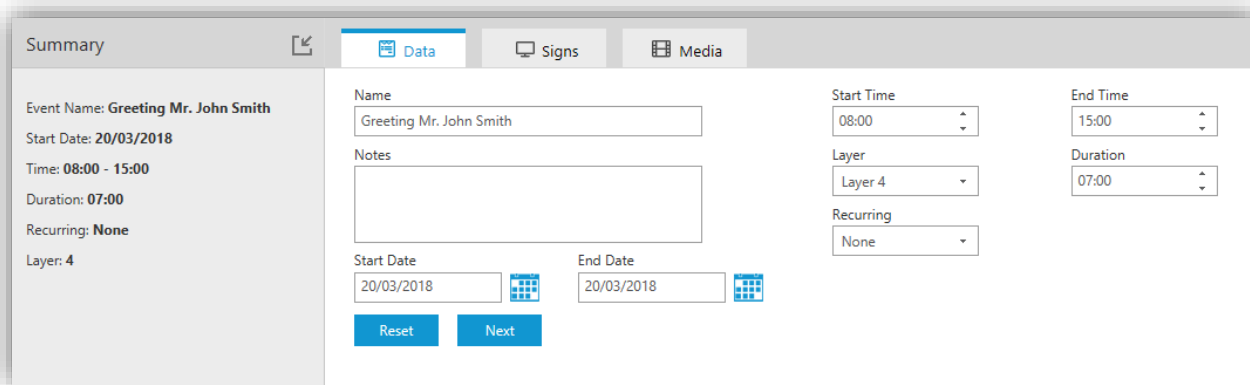 Summary
Event Name: Greeting Mr. John Smith
Start Date: 20/03/2018
Time: 08:00 - 15:00
Duration: 07:00
Recurring: None
Layer: 4
Data Signs Media
Name
Greeting Mr. John Smith
Notes
Start Date End Date
20/03/2018 20/03/2018
Reset Next
Start Time End Time
08:00 15:00
Layer Duration
Layer 4 07:00
Recurring
None